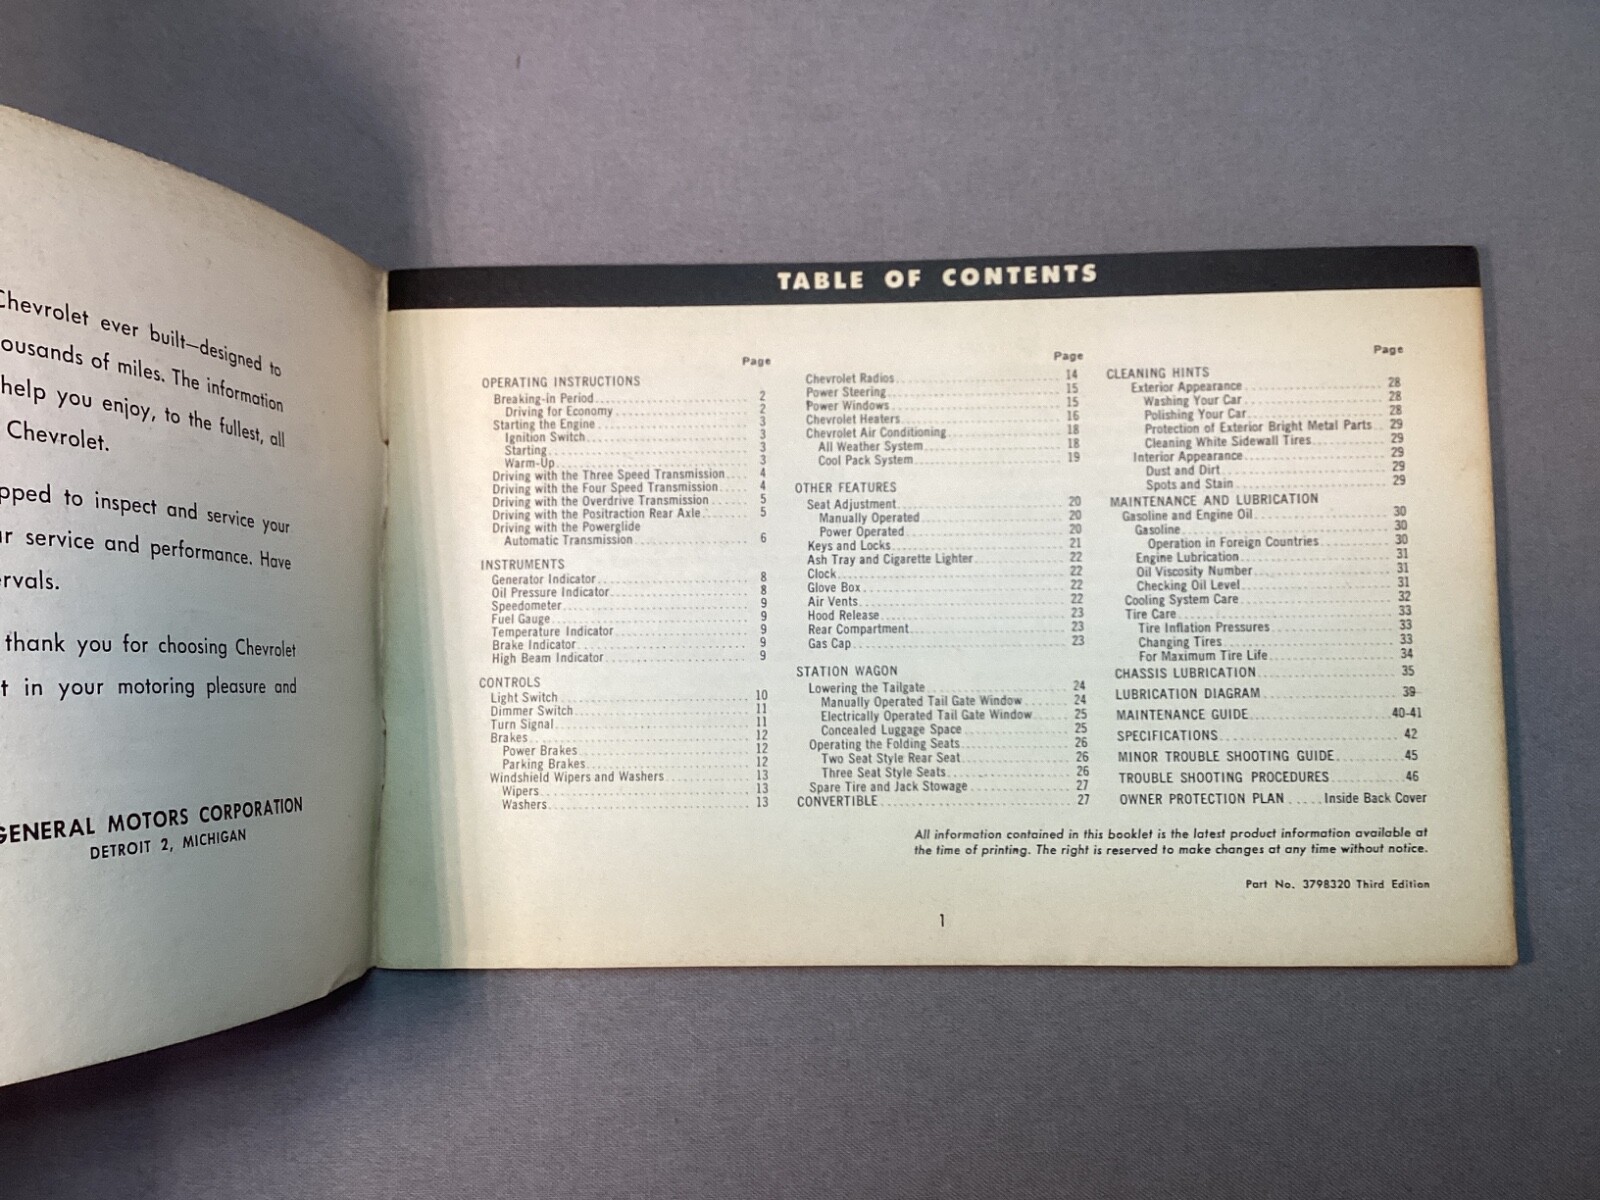 Chevrolet ever built—designed to
ousands of miles. The information
help you enjoy, to the fullest, all
Chevrolet.
pped to inspect and service your
r service and performance. Have
rvals.
thank you for choosing Chevrolet
t in your motoring pleasure and
GENERAL MOTORS CORPORATION
DETROIT 2, MICHIGAN
TABLE OF CONTENTS
Page
OPERATING INSTRUCTIONS
Breaking-in Period 2
Driving for Economy 2
Starting the Engine 3
Ignition Switch 3
Starting 3
Warm-Up 3
Driving with the Three Speed Transmission 4
Driving with the Four Speed Transmission 4
Driving with the Overdrive Transmission 5
Driving with the Positraction Rear Axle 5
Driving with the Powerglide
Automatic Transmission 6
INSTRUMENTS
Generator Indicator 8
Oil Pressure Indicator 8
Speedometer 9
Fuel Gauge 9
Temperature Indicator 9
Brake Indicator 9
High Beam Indicator 9
CONTROLS
Light Switch 10
Dimmer Switch 11
Turn Signal 11
Brakes 12
Power Brakes 12
Parking Brakes 12
Windshield Wipers and Washers 13
Wipers 13
Washers 13
Page
Chevrolet Radios 14
Power Steering 15
Power Windows 15
Chevrolet Heaters 16
Chevrolet Air Conditioning 18
All Weather System 18
Cool Pack System 19
OTHER FEATURES
Seat Adjustment 20
Manually Operated 20
Power Operated 20
Keys and Locks 21
Ash Tray and Cigarette Lighter 22
Clock 22
Glove Box 22
Air Vents 22
Hood Release 23
Rear Compartment 23
Gas Cap 23
STATION WAGON
Lowering the Tailgate 24
Manually Operated Tail Gate Window 24
Electrically Operated Tail Gate Window 25
Concealed Luggage Space 25
Operating the Folding Seats 26
Two Seat Style Rear Seat 26
Three Seat Style Seats 26
Spare Tire and Jack Stowage 27
CONVERTIBLE 27
Page
CLEANING HINTS
Exterior Appearance 28
Washing Your Car 28
Polishing Your Car 28
Protection of Exterior Bright Metal Parts 29
Cleaning White Sidewall Tires 29
Interior Appearance 29
Dust and Dirt 29
Spots and Stain 29
MAINTENANCE AND LUBRICATION
Gasoline and Engine Oil 30
Gasoline 30
Operation in Foreign Countries 30
Engine Lubrication 31
Oil Viscosity Number 31
Checking Oil Level 31
Cooling System Care 32
Tire Care 33
Tire Inflation Pressures 33
Changing Tires 33
For Maximum Tire Life 34
CHASSIS LUBRICATION 35
LUBRICATION DIAGRAM 39
MAINTENANCE GUIDE 40-41
SPECIFICATIONS 42
MINOR TROUBLE SHOOTING GUIDE 45
TROUBLE SHOOTING PROCEDURES 46
OWNER PROTECTION PLAN Inside Back Cover
All information contained in this booklet is the latest product information available at
the time of printing. The right is reserved to make changes at any time without notice.
Part No. 3798320 Third Edition
1